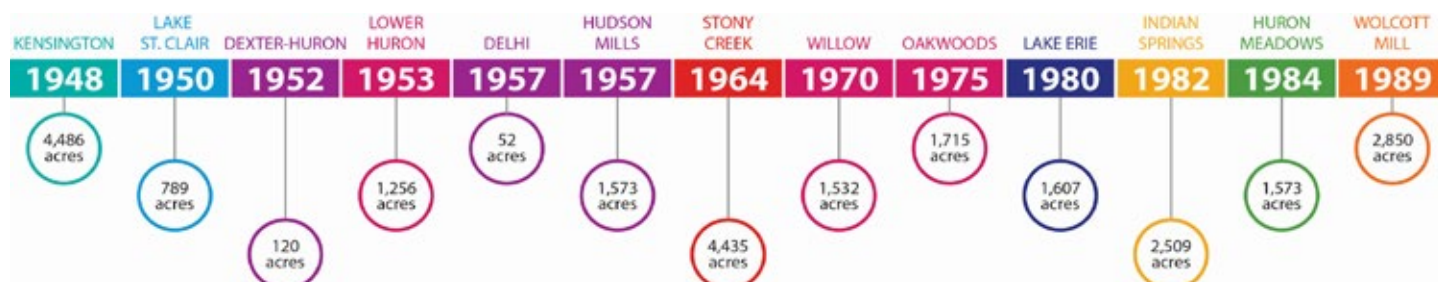 KENSINGTON
1948
4,486
acres
LAKE
ST. CLAIR
1950
789
acres
DEXTER-HURON
1952
120
acres
LOWER
HURON
1953
1,256
acres
DELHI
1957
52
acres
HUDSON
MILLS
1957
1,573
acres
STONY
CREEK
1964
4,435
acres
WILLOW
1970
1,532
acres
OAKWOODS
1975
1,715
acres
LAKE ERIE
1980
1,607
acres
INDIAN
SPRINGS
1982
2,509
acres
HURON
MEADOWS
1984
1,573
acres
WOLCOTT
MILL
1989
2,850
acres